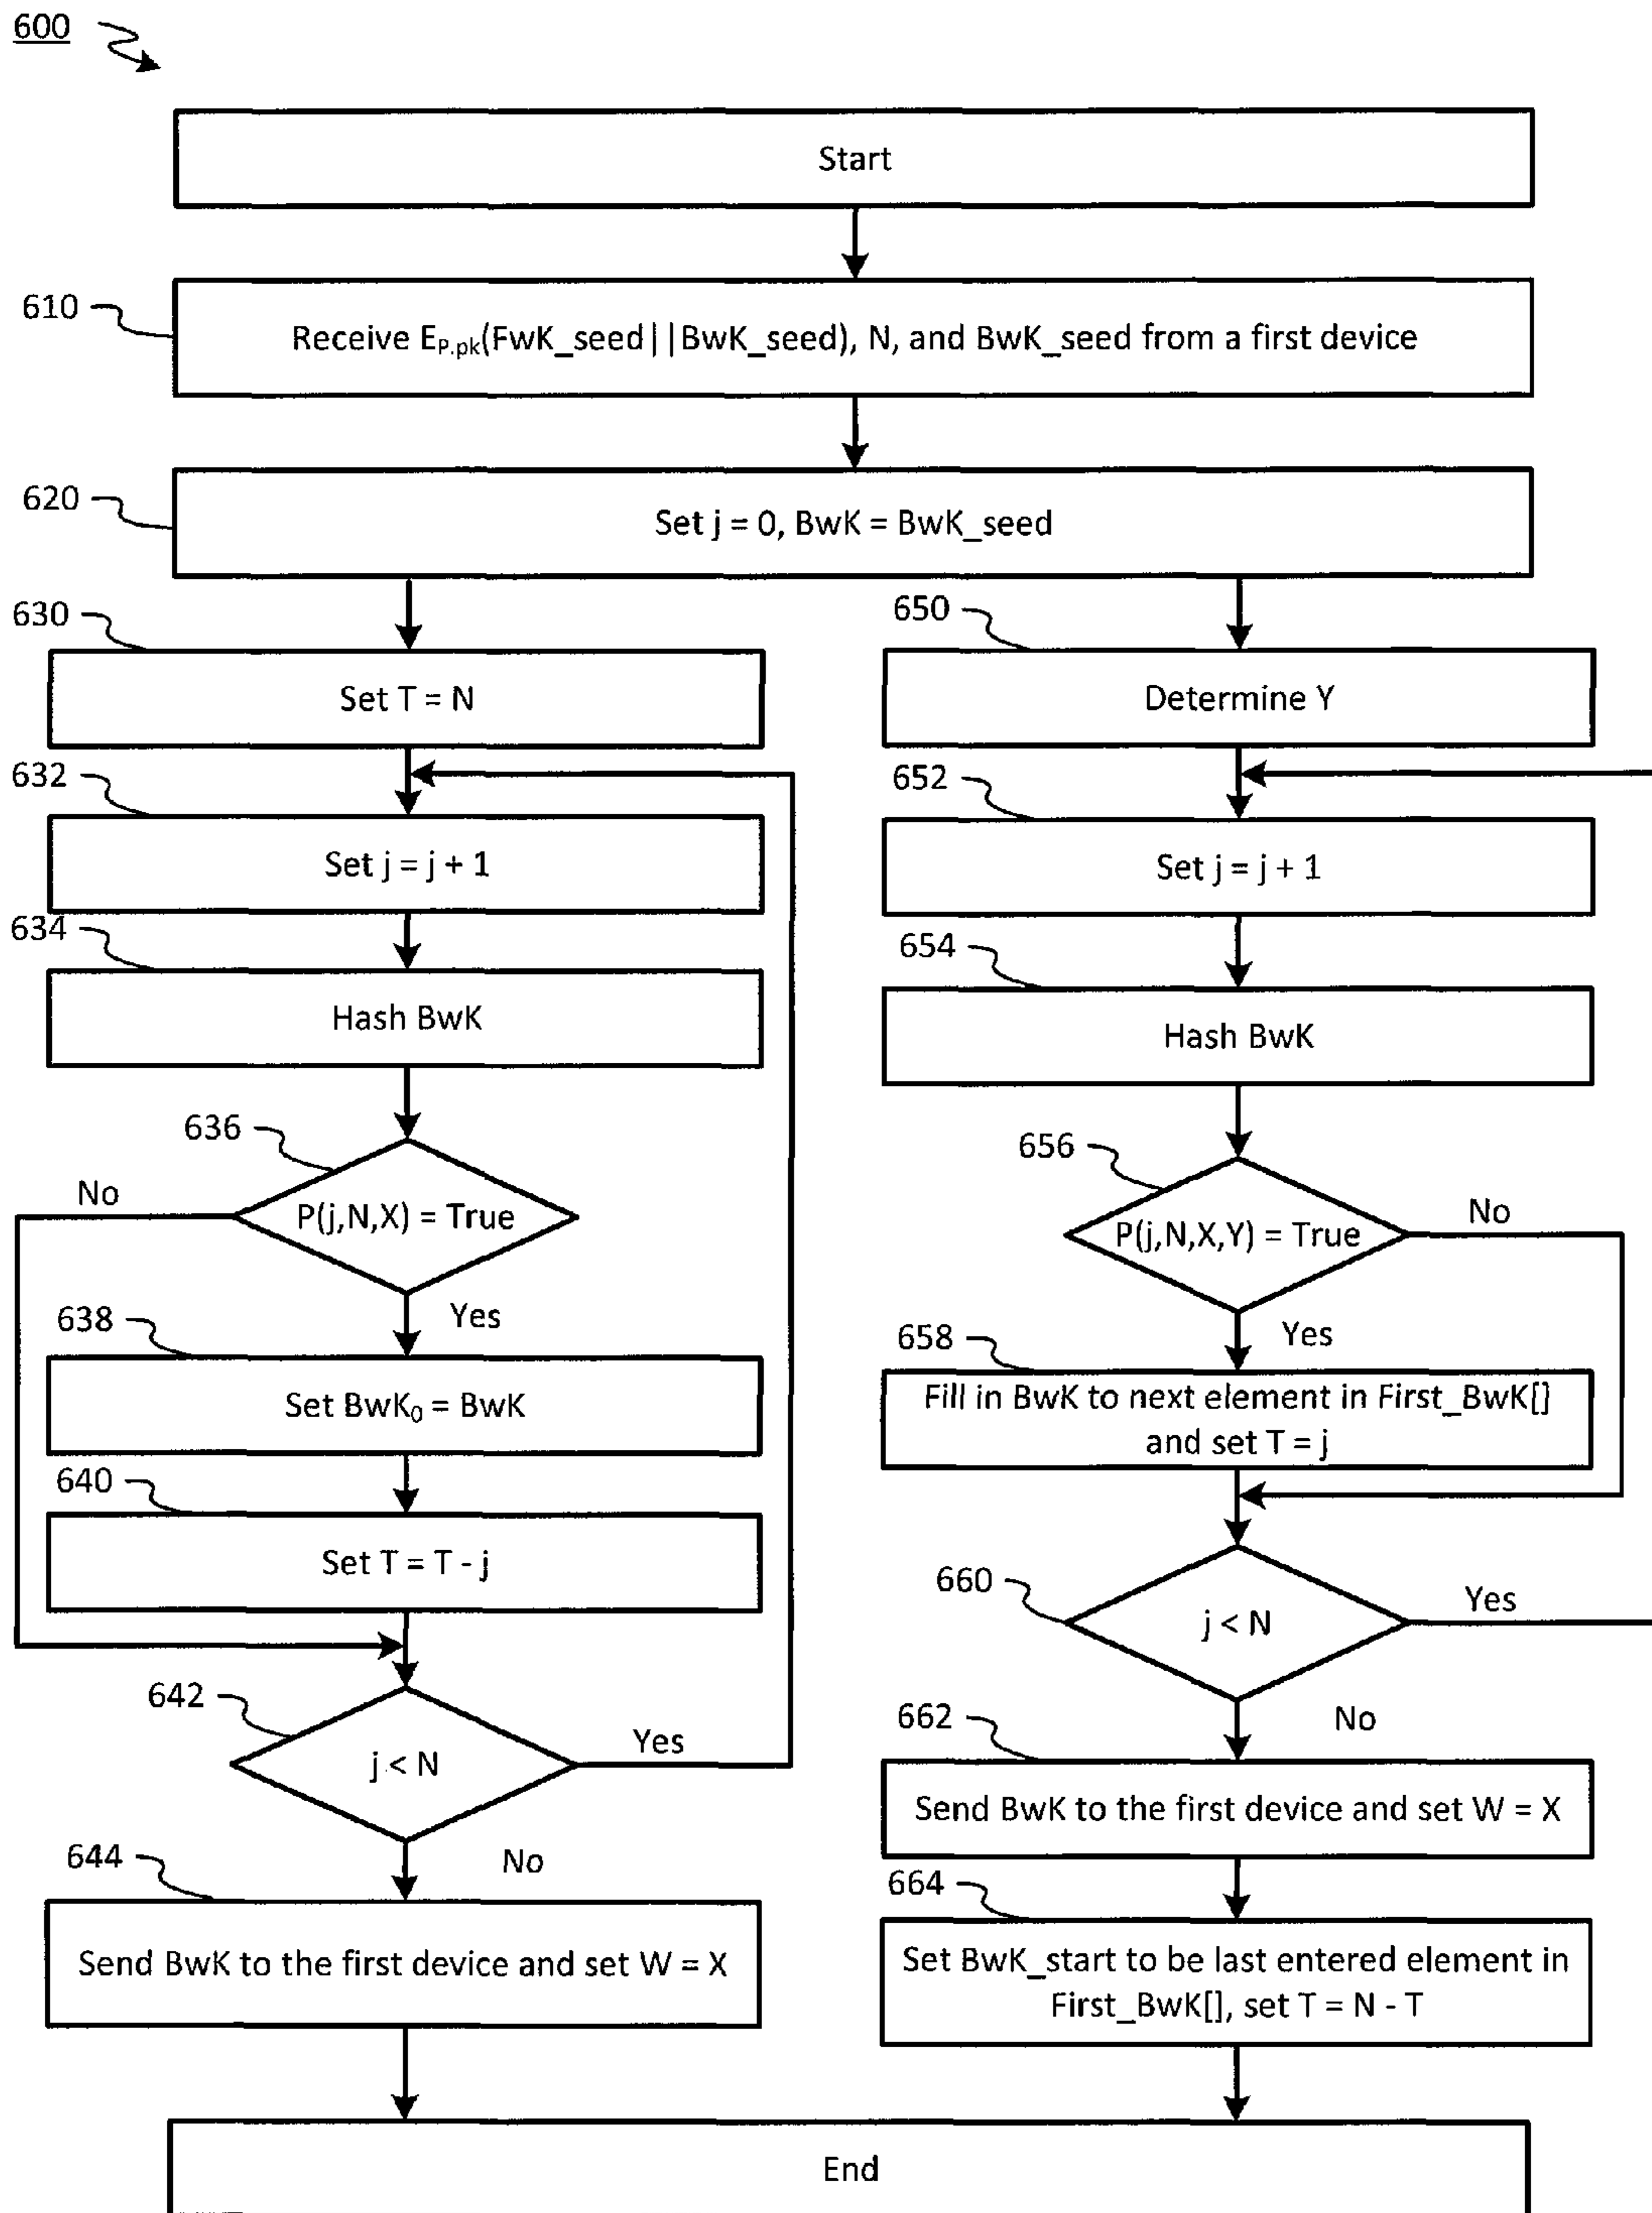 600
Start
610
Receive E_P.pk(FwK_seed||BwK_seed), N, and BwK_seed from a first device
620
Set j = 0, BwK = BwK_seed
630
Set T = N
632
Set j = j + 1
634
Hash BwK
636
P(j,N,X) = True
No
Yes
638
Set BwK₀ = BwK
640
Set T = T - j
642
j < N
Yes
No
644
Send BwK to the first device and set W = X
650
Determine Y
652
Set j = j + 1
654
Hash BwK
656
P(j,N,X,Y) = True
No
Yes
658
Fill in BwK to next element in First_BwK[]
and set T = j
660
j < N
Yes
No
662
Send BwK to the first device and set W = X
664
Set BwK_start to be last entered element in
First_BwK[], set T = N - T
End